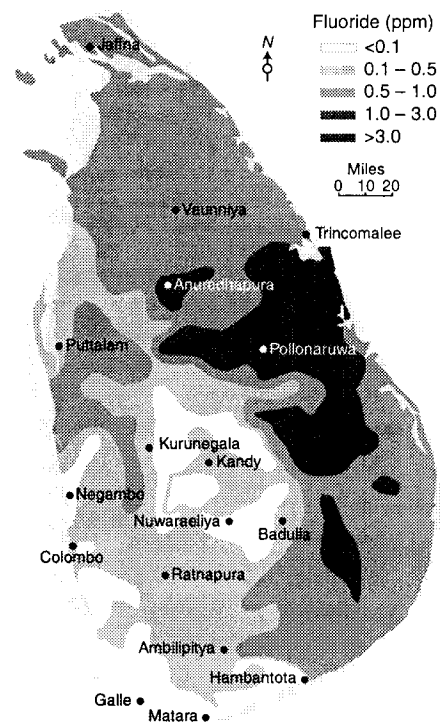 Fluoride (ppm)
<0.1
0.1 – 0.5
0.5 – 1.0
1.0 – 3.0
>3.0
N
Miles
0 10 20
Jaffna
Vaunniya
Trincomalee
Anuradhapura
Puttalam
Pollonaruwa
Kurunegala
Kandy
Negambo
Nuwaraeliya
Badulla
Colombo
Ratnapura
Ambilipitya
Hambantota
Galle
Matara